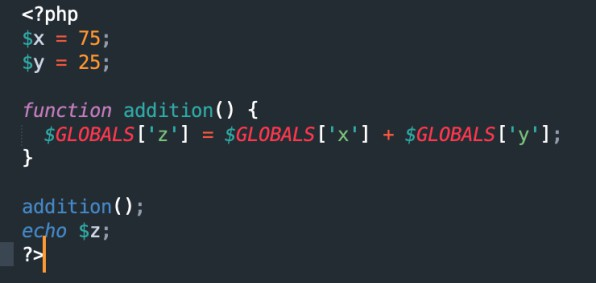 <?php
$x = 75;
$y = 25;

function addition() {
  $GLOBALS['z'] = $GLOBALS['x'] + $GLOBALS['y'];
}

addition();
echo $z;
?>